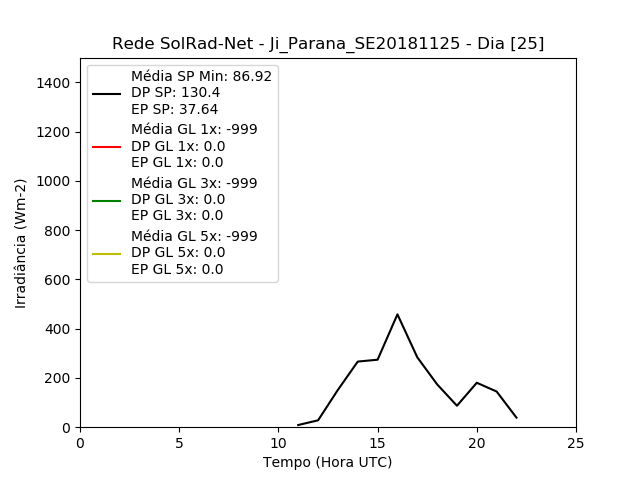 Rede SolRad-Net - Ji_Parana_SE20181125 - Dia [25]
Média SP Min: 86.92
DP SP: 130.4
EP SP: 37.64
Média GL 1x: -999
DP GL 1x: 0.0
EP GL 1x: 0.0
Média GL 3x: -999
DP GL 3x: 0.0
EP GL 3x: 0.0
Média GL 5x: -999
DP GL 5x: 0.0
EP GL 5x: 0.0
Irradiância (Wm-2)
1400
1200
1000
800
600
400
200
0
0 5 10 15 20 25
Tempo (Hora UTC)